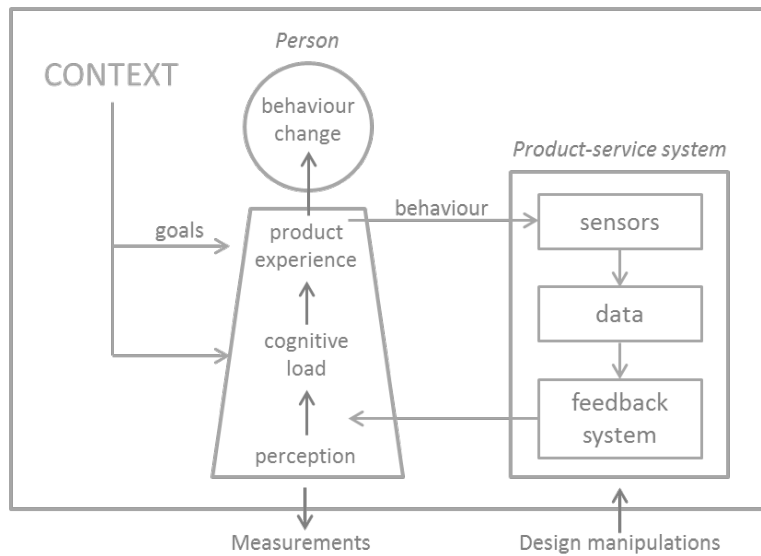 Person
CONTEXT
behaviour
change
Product-service system
behaviour
sensors
goals
product
experience
data
cognitive
load
feedback
system
perception
Measurements
Design manipulations